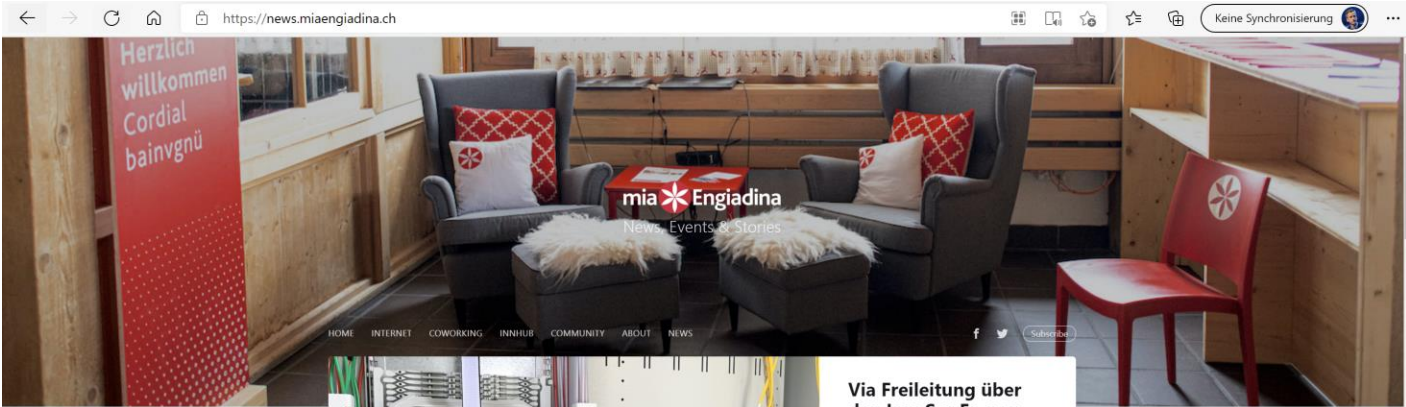 https://news.miaengiadina.ch
Keine Synchronisierung
Herzlich
willkommen
Cordial
bainvgnü
mia Engiadina
News, Events & Stories
HOME INTERNET COWORKING INNHUB COMMUNITY ABOUT NEWS
Subscribe
Via Freileitung über